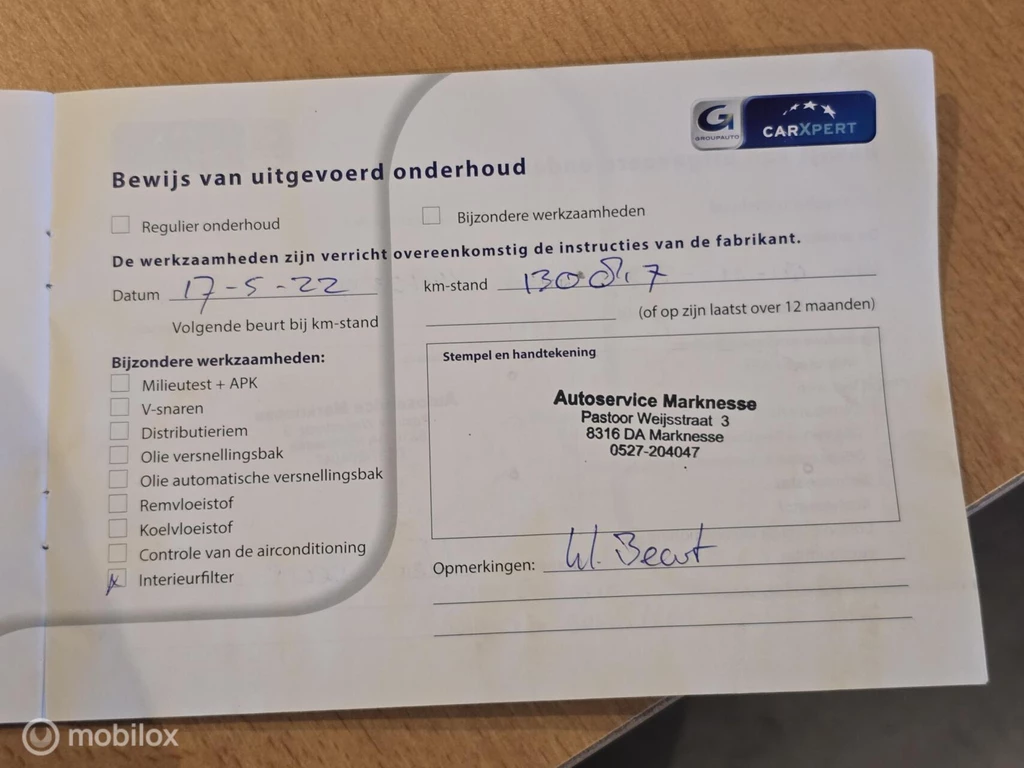 GROUPAUTO
CARXPERT
Bewijs van uitgevoerd onderhoud
Regulier onderhoud
Bijzondere werkzaamheden
De werkzaamheden zijn verricht overeenkomstig de instructies van de fabrikant.
Datum 17-5-22
km-stand
Volgende beurt bij km-stand
(of op zijn laatst over 12 maanden)
Bijzondere werkzaamheden:
Milieutest + APK
V-snaren
Distributieriem
Olie versnellingsbak
Olie automatische versnellingsbak
Remvloeistof
Koelvloeistof
Controle van de airconditioning
x Interieurfilter
Stempel en handtekening
Autoservice Marknesse
Pastoor Weijsstraat 3
8316 DA Marknesse
0527-204047
Opmerkingen: kl. Beurt
mobilox